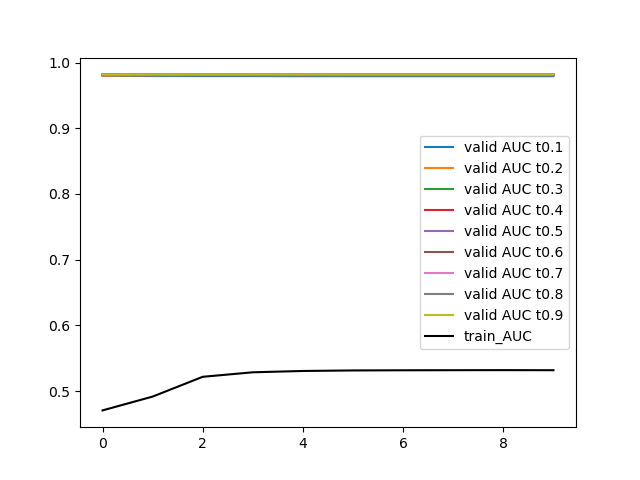 1.0
0.9
0.8
0.7
0.6
0.5
0
2
4
6
8
valid AUC t0.1
valid AUC t0.2
valid AUC t0.3
valid AUC t0.4
valid AUC t0.5
valid AUC t0.6
valid AUC t0.7
valid AUC t0.8
valid AUC t0.9
train_AUC